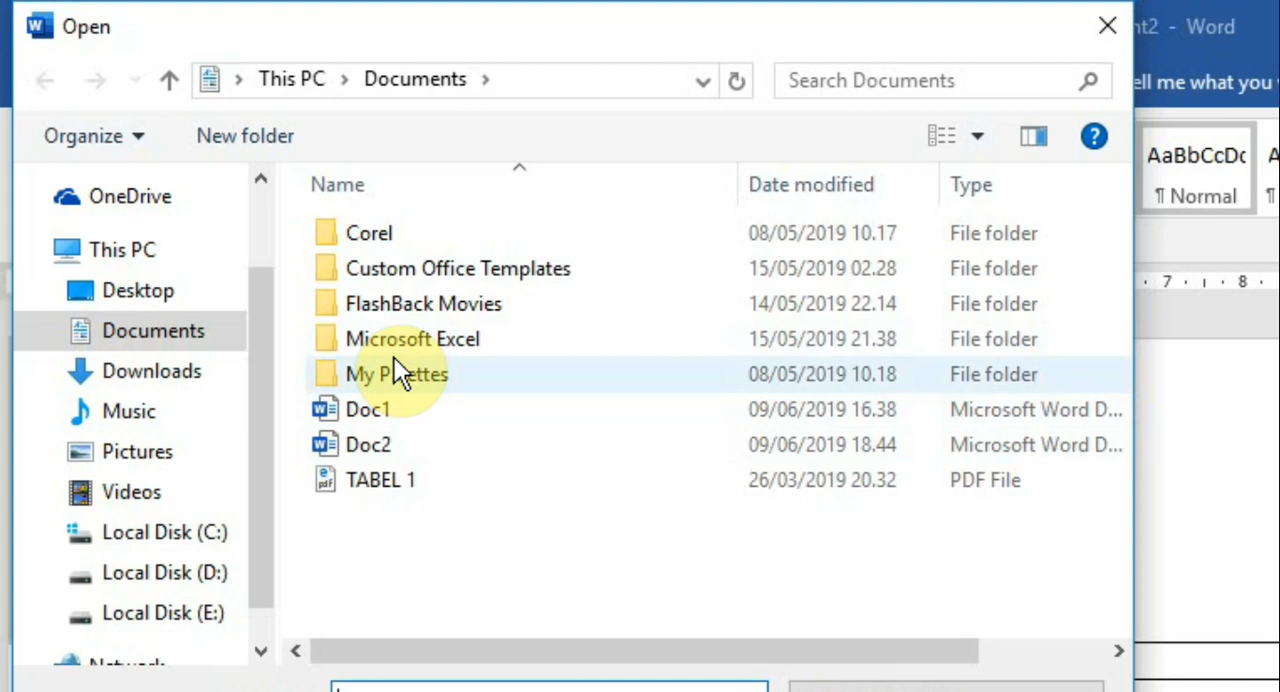 Open
nt2 - Word
This PC > Documents >
Search Documents
ell me what you
Organize
New folder
?
AaBbCcDc
¶ Normal
¶
Name
Date modified
Type
OneDrive
This PC
Desktop
Documents
Downloads
Music
Pictures
Videos
Local Disk (C:)
Local Disk (D:)
Local Disk (E:)
Corel 08/05/2019 10.17 File folder
Custom Office Templates 15/05/2019 02.28 File folder
FlashBack Movies 14/05/2019 22.14 File folder
Microsoft Excel 15/05/2019 21.38 File folder
My 08/05/2019 10.18 File folder
Doc1 09/06/2019 16.38 Microsoft Word D...
Doc2 09/06/2019 18.44 Microsoft Word D...
TABEL 1 26/03/2019 20.32 PDF File
7 8